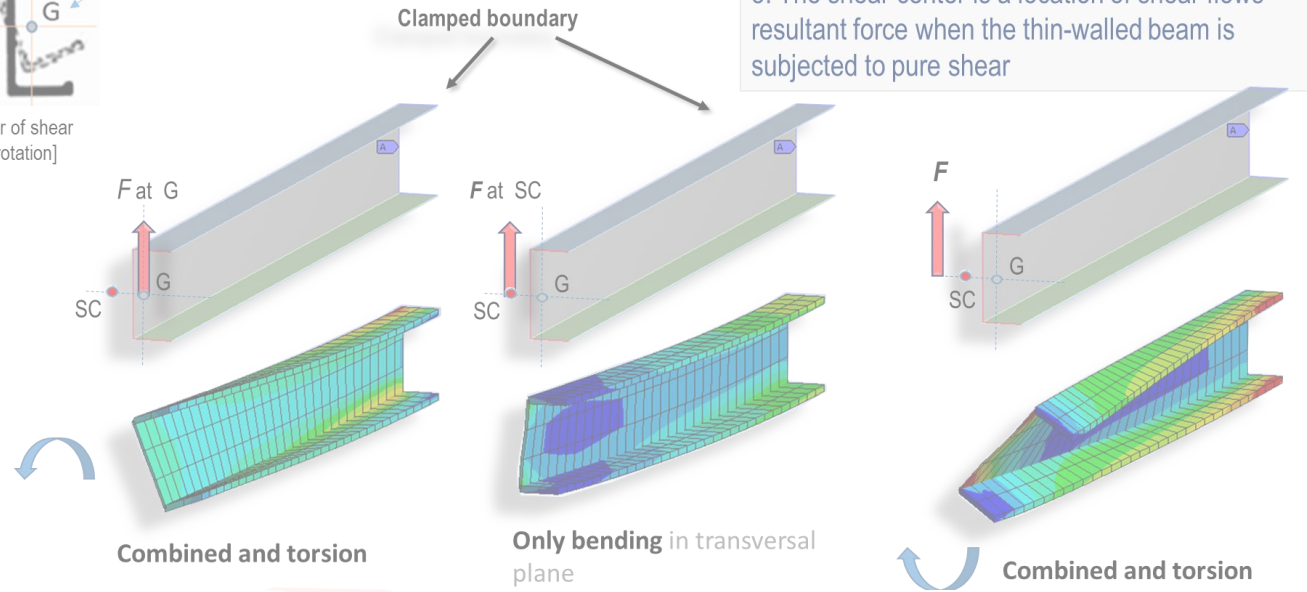 G
Clamped boundary
resultant force when the thin-walled beam is
subjected to pure shear
r of shear
otation]
A
A
A
F at G
F at SC
F
G
SC
G
SC
G
SC
Combined and torsion
Only bending in transversal
plane
Combined and torsion